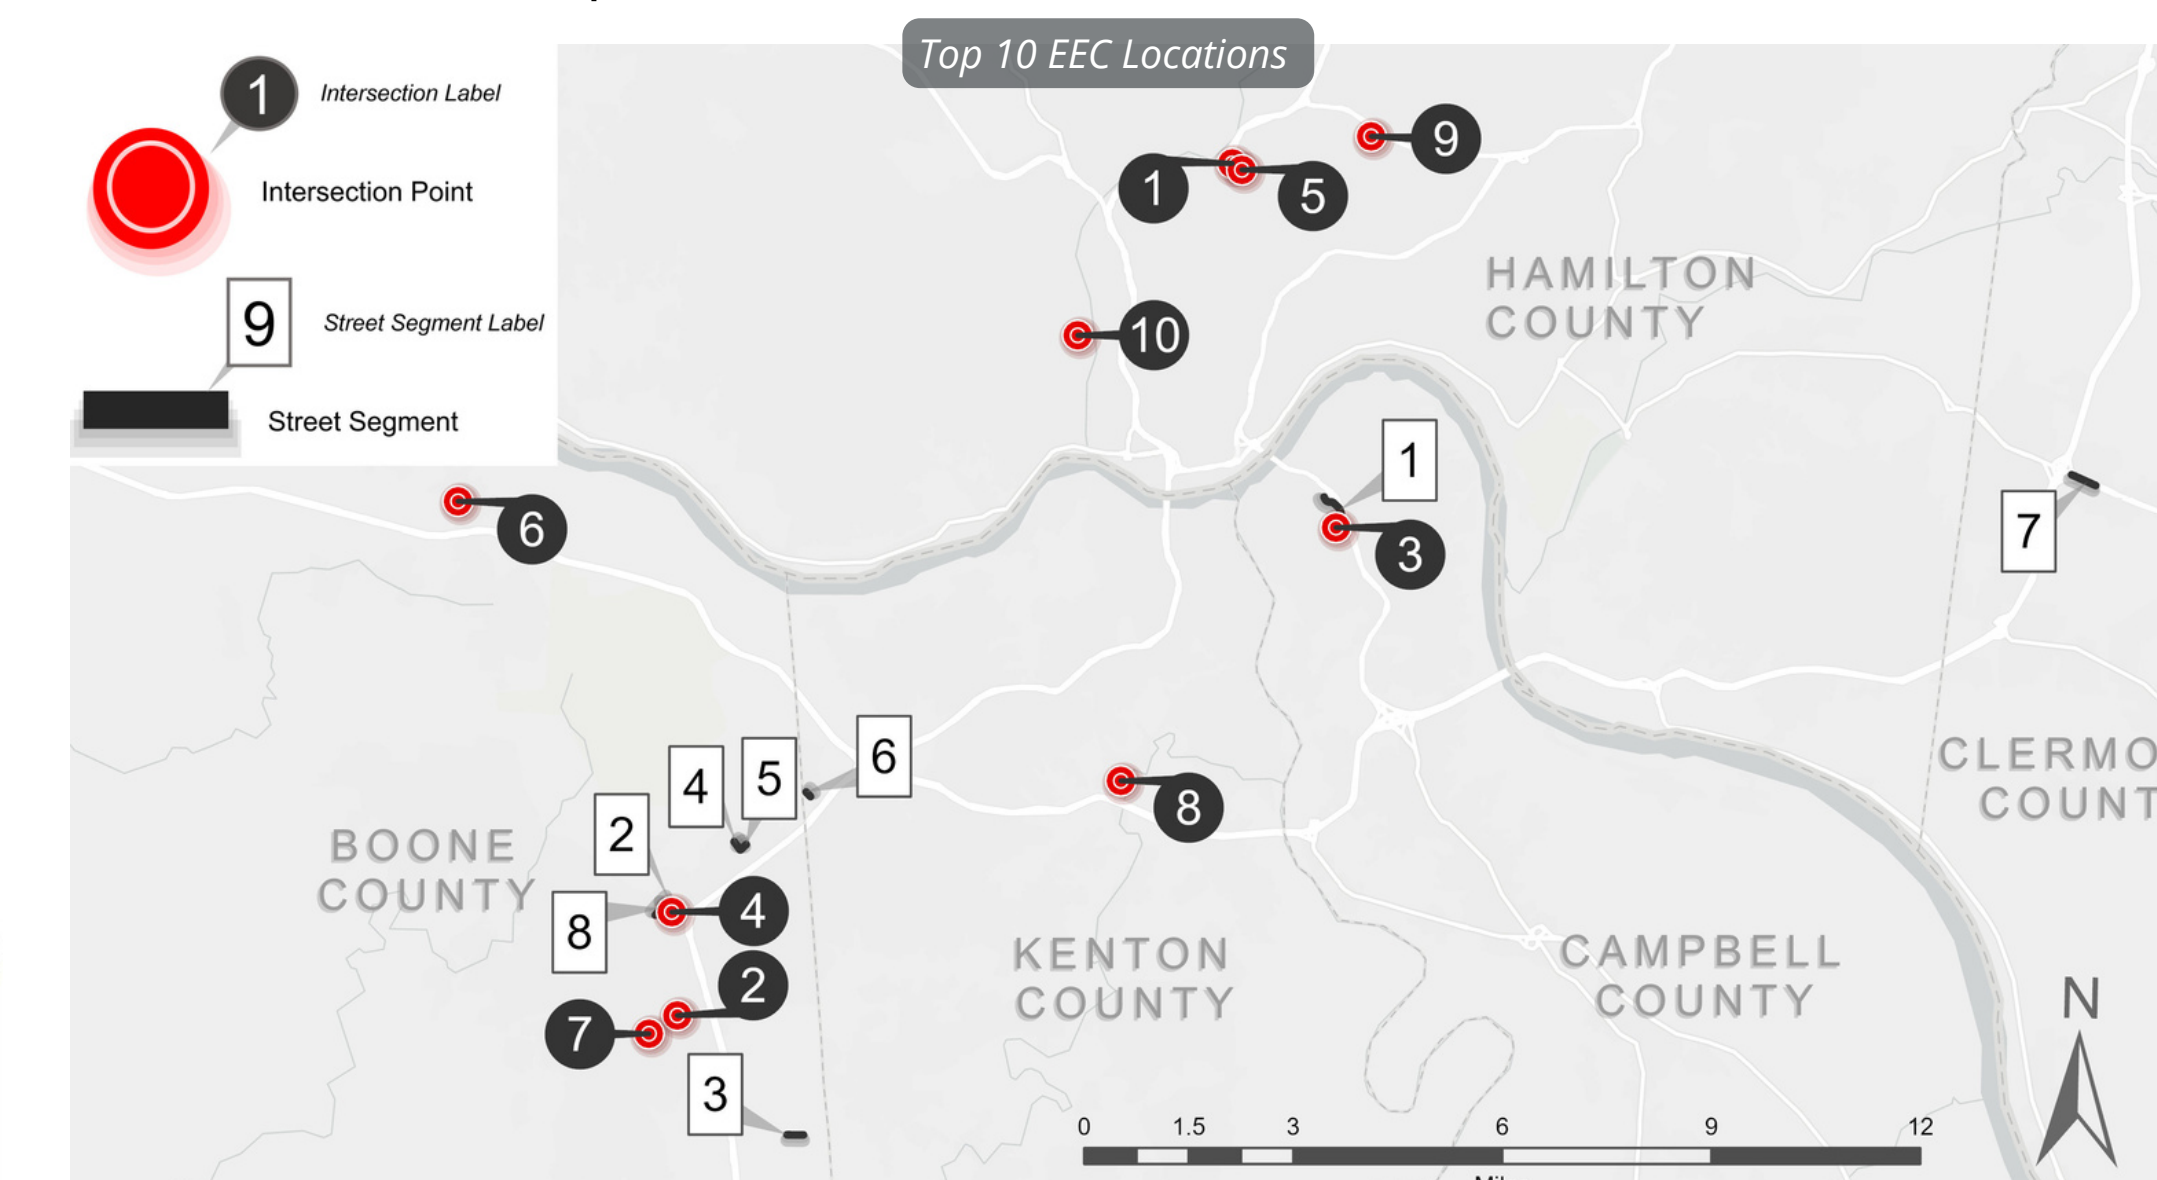 Top 10 EEC Locations
1
Intersection Label
Intersection Point
9
Street Segment Label
Street Segment
9
1
5
HAMILTON
COUNTY
10
1
6
3
7
6
5
4
2
8
CLERMO
COUNT
BOONE
COUNTY
4
8
KENTON
COUNTY
CAMPBELL
COUNTY
2
7
N
3
0 1.5 3 6 9 12